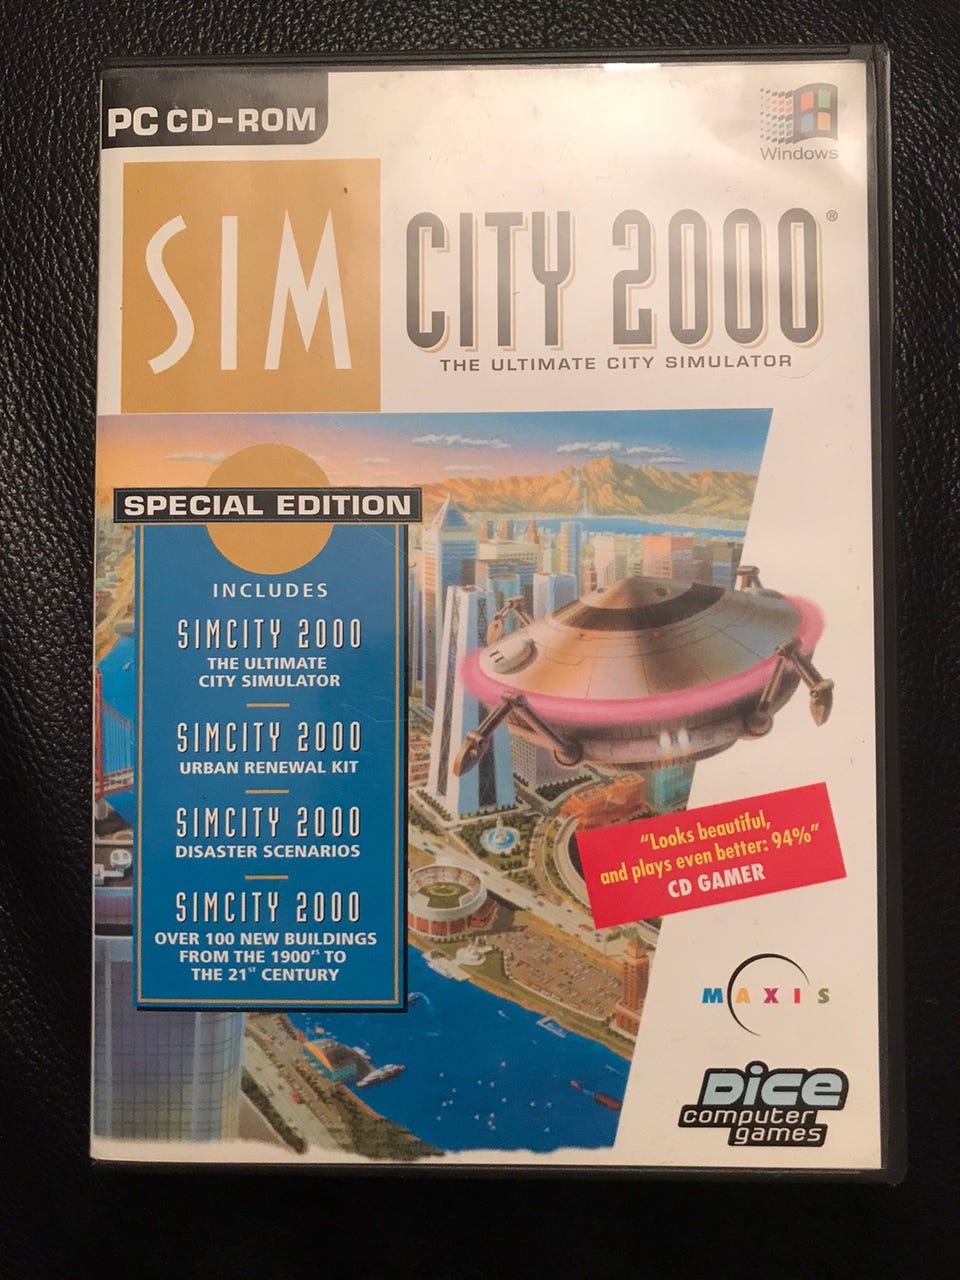 PC CD-ROM
Windows
SIM CITY 2000®
THE ULTIMATE CITY SIMULATOR
SPECIAL EDITION
INCLUDES
SIMCITY 2000
THE ULTIMATE
CITY SIMULATOR
SIMCITY 2000
URBAN RENEWAL KIT
SIMCITY 2000
DISASTER SCENARIOS
SIMCITY 2000
OVER 100 NEW BUILDINGS
FROM THE 1900'S TO
THE 21ST CENTURY
"Looks beautiful,
and plays even better: 94%"
CD GAMER
MAXIS
DiCE
computer
games